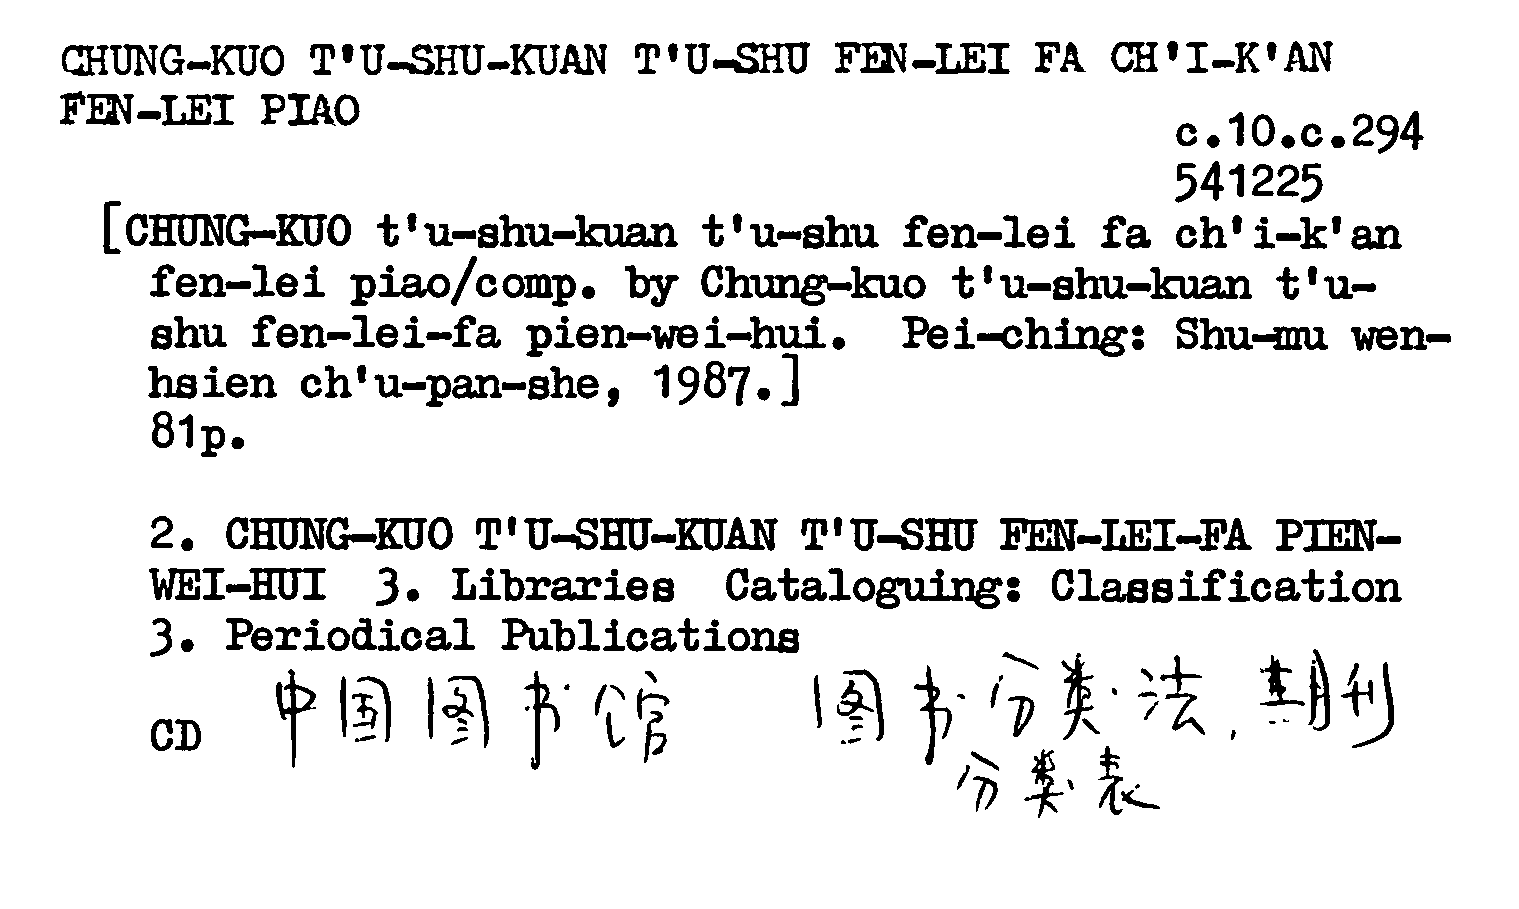 CHUNG-KUO T'U-SHU-KUAN T'U-SHU FEN-LEI FA CH'I-K'AN
FEN-LEI PIAO
c.10.c.294
541225
[CHUNG-KUO t'u-shu-kuan t'u-shu fen-lei fa ch'i-k'an
fen-lei piao/comp. by Chung-kuo t'u-shu-kuan t'u-
shu fen-lei-fa pien-wei-hui. Pei-ching: Shu-mu wen-
hsien ch'u-pan-she, 1987.]
81p.
2. CHUNG-KUO T'U-SHU-KUAN T'U-SHU FEN-LEI-FA PIEN-
WEI-HUI 3. Libraries Cataloguing: Classification
3. Periodical Publications
CD 中国图书馆 图书分类法,期刊
分类表